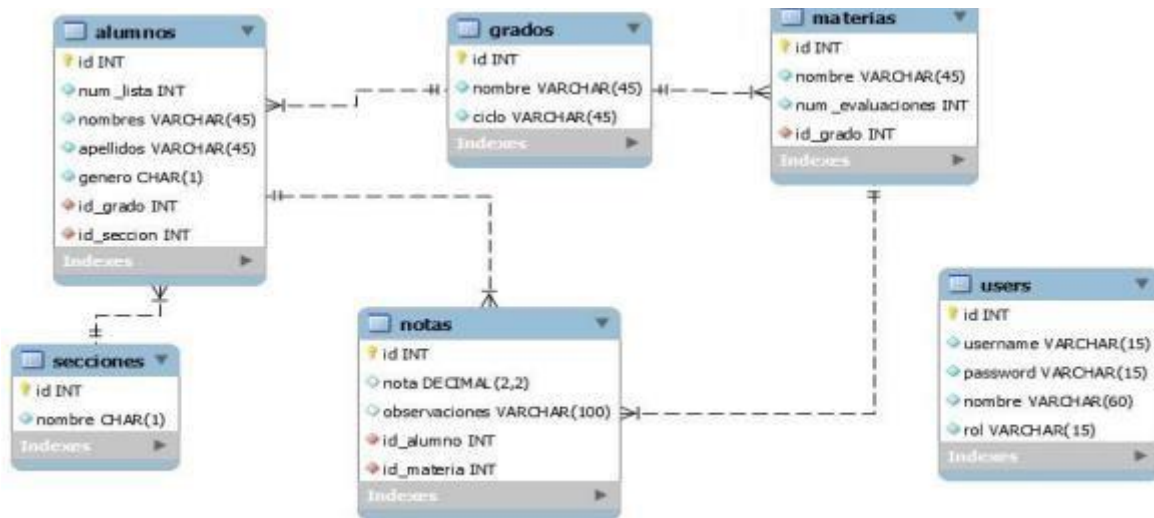 alumnos
id INT
num_lista INT
nombres VARCHAR(45)
apellidos VARCHAR(45)
genero CHAR(1)
id_grado INT
id_seccion INT
Indexes
grados
id INT
nombre VARCHAR(45)
ciclo VARCHAR(45)
Indexes
materias
id INT
nombre VARCHAR(45)
num_evaluaciones INT
id_grado INT
Indexes
secciones
id INT
nombre CHAR(1)
Indexes
notas
id INT
nota DECIMAL(2,2)
observaciones VARCHAR(100)
id_alumno INT
id_materia INT
Indexes
users
id INT
username VARCHAR(15)
password VARCHAR(15)
nombre VARCHAR(60)
rol VARCHAR(15)
Indexes